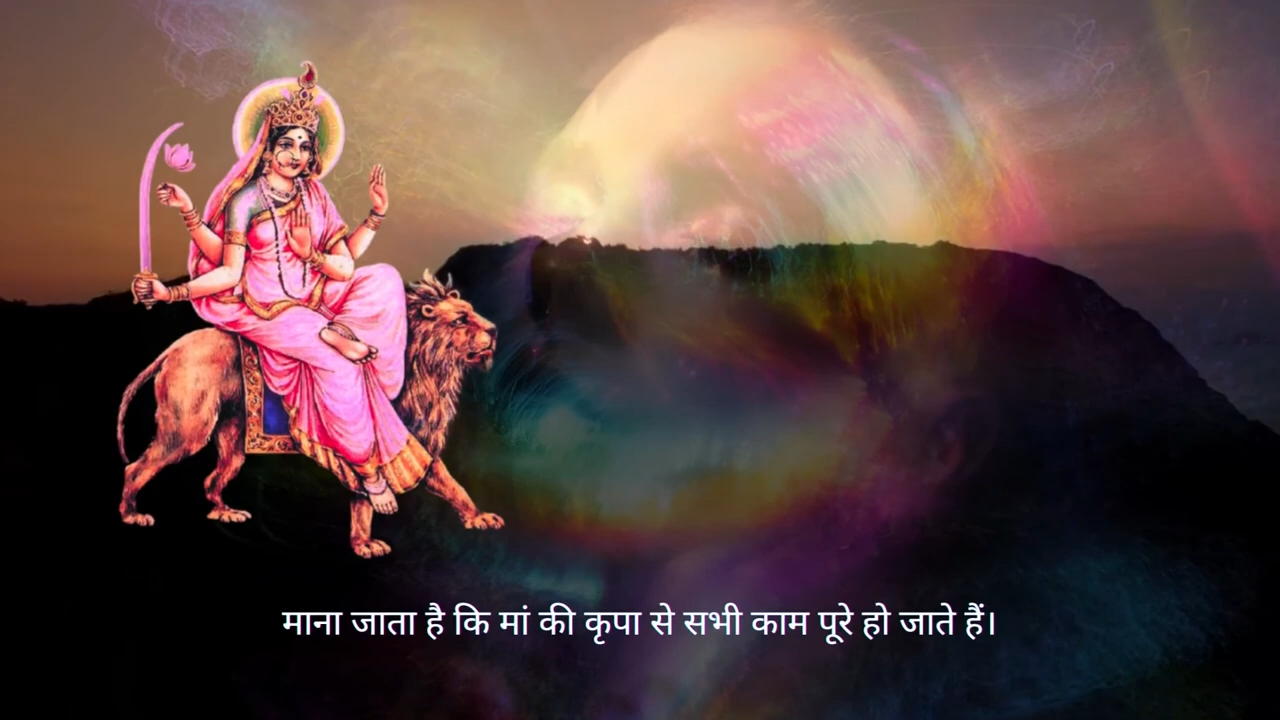 माना जाता है कि मां की कृपा से सभी काम पूरे हो जाते हैं।